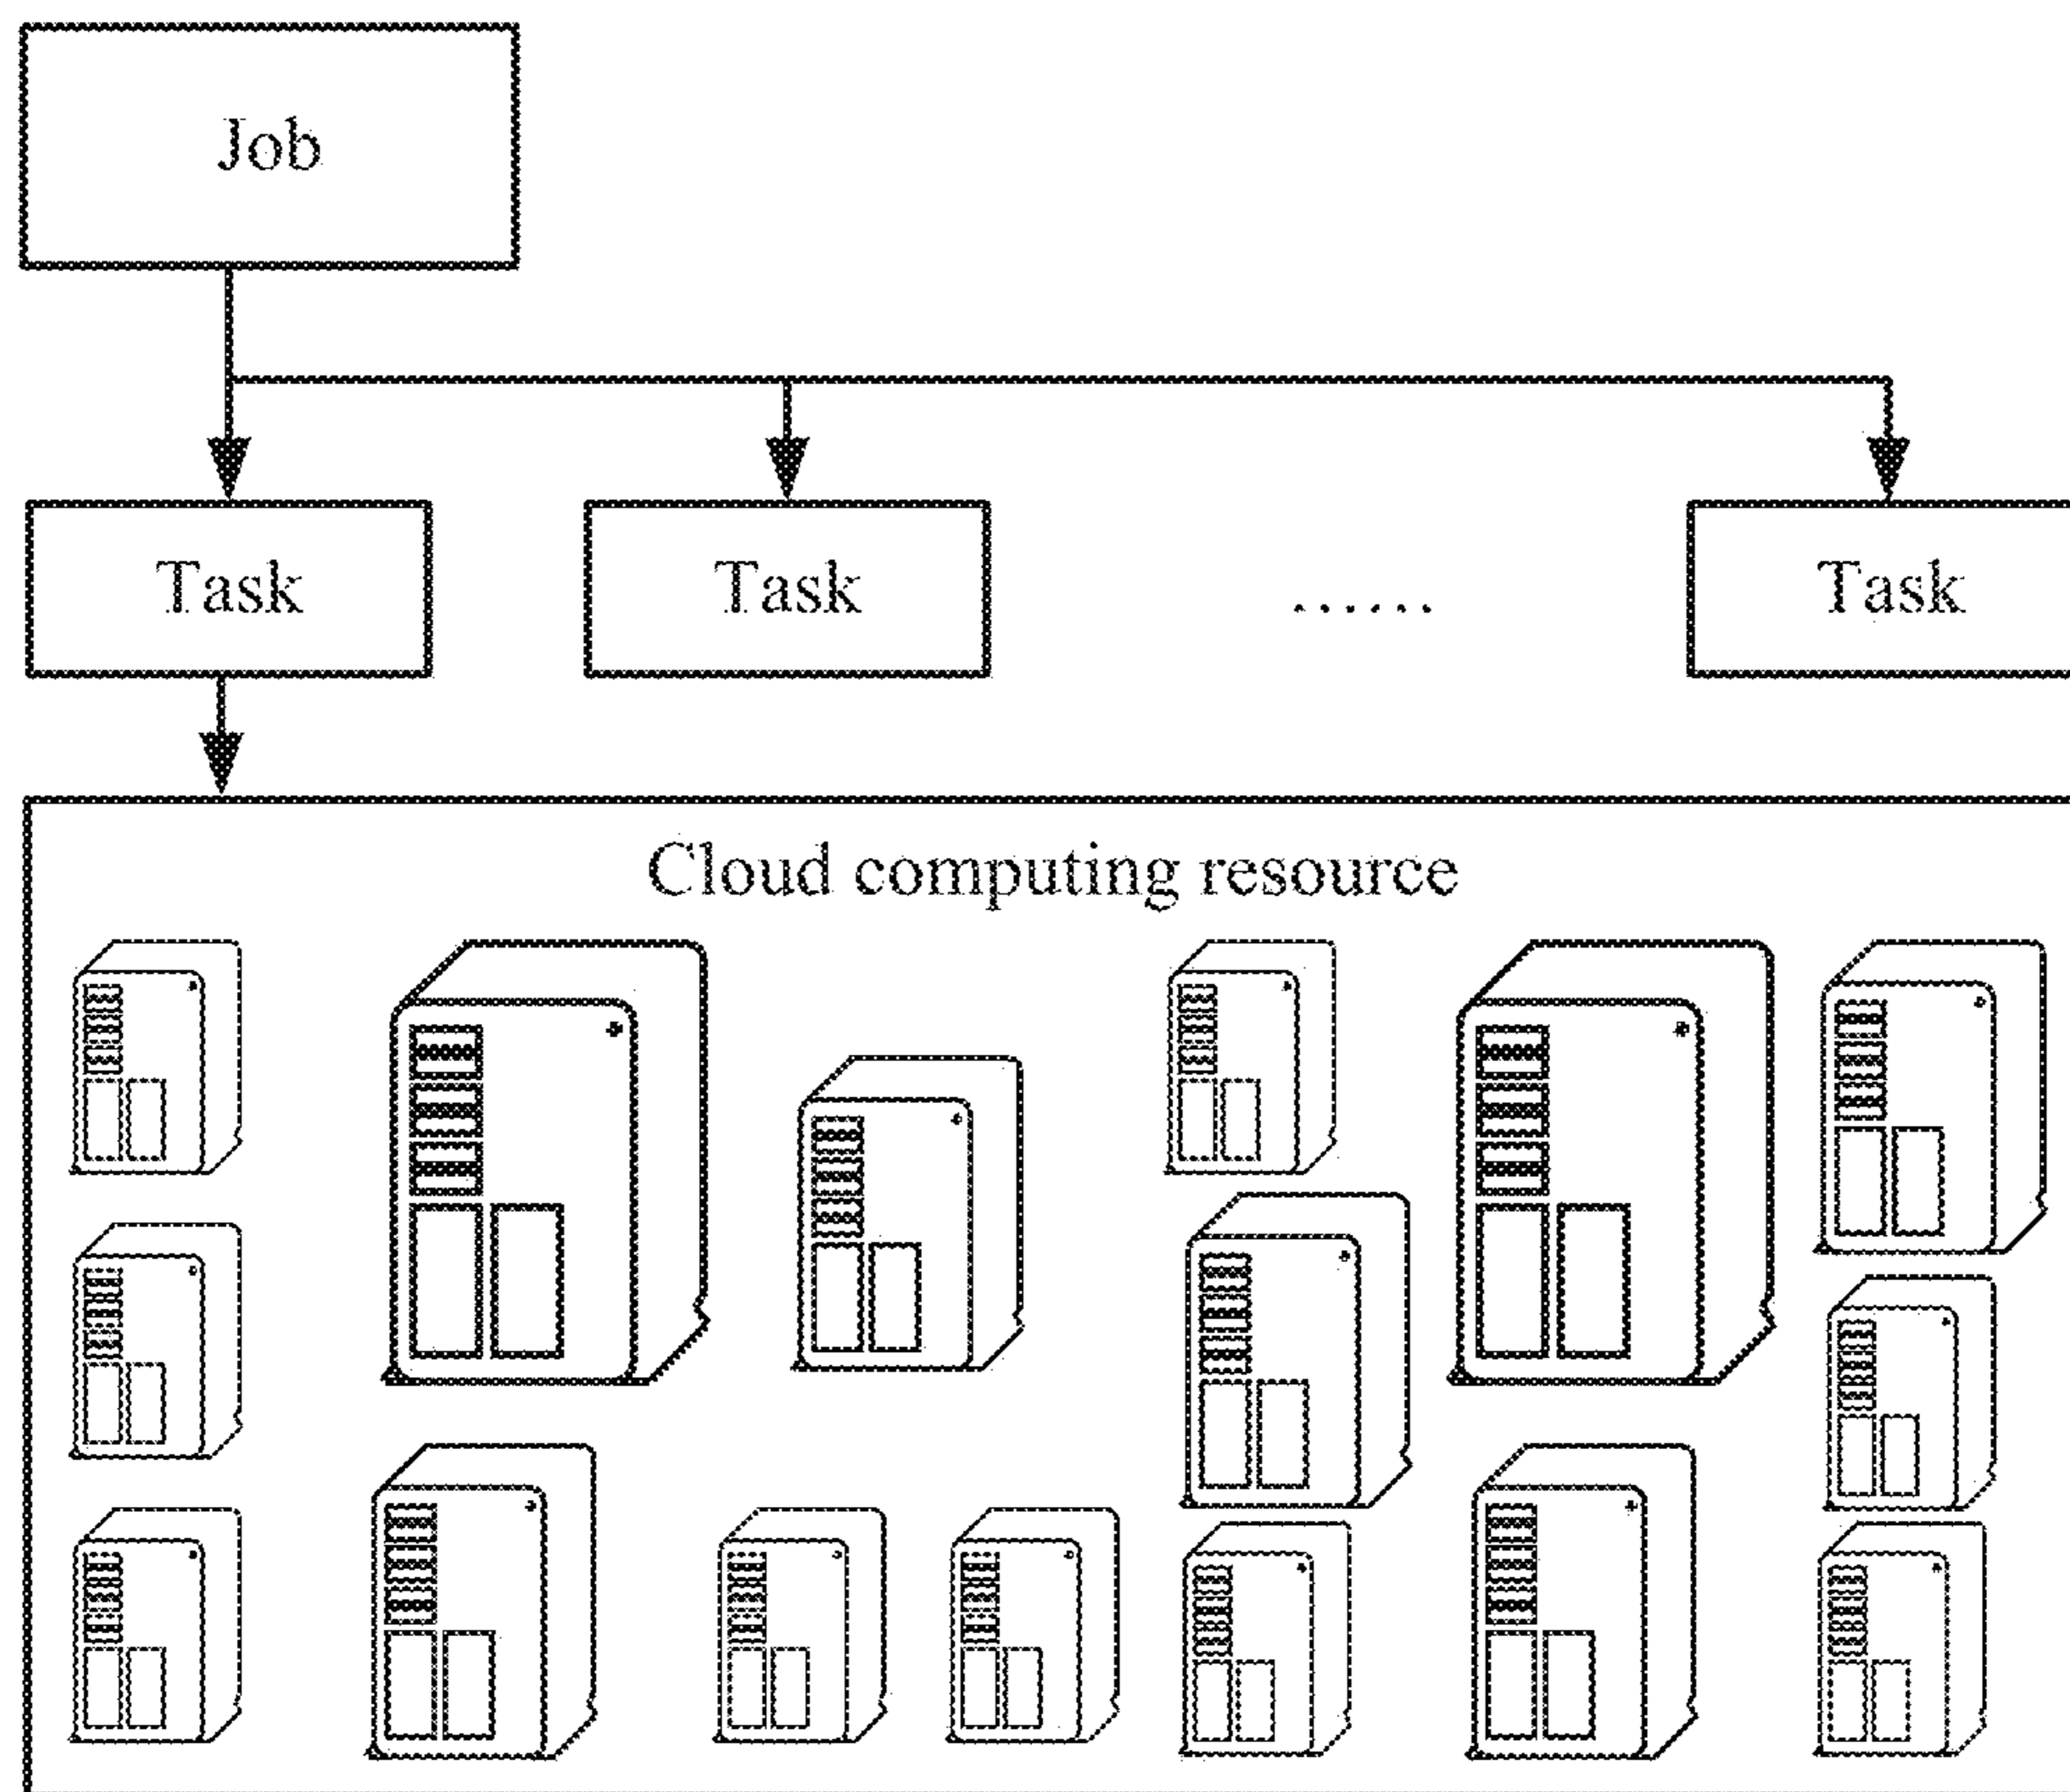 Job
Task Task ...... Task
Cloud computing resource